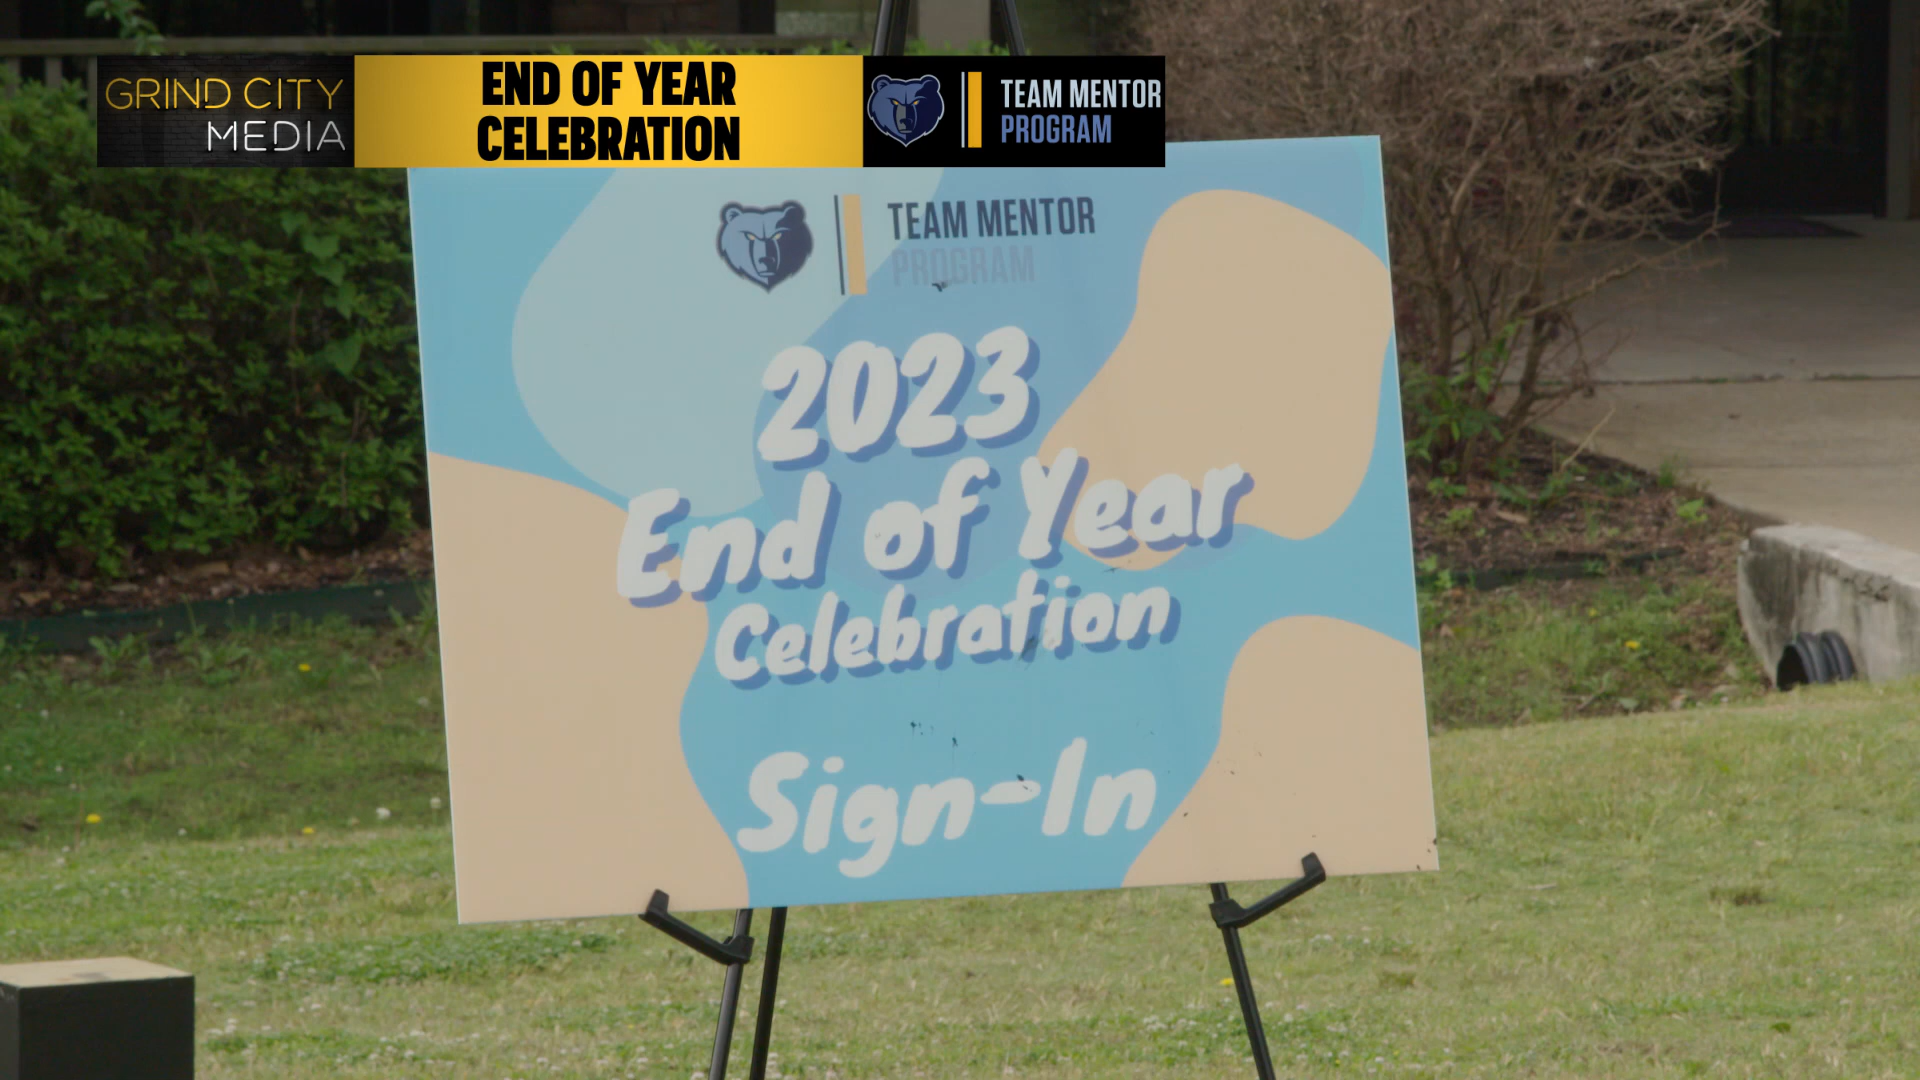 GRIND CITY
MEDIA
END OF YEAR
CELEBRATION
TEAM MENTOR
PROGRAM
TEAM MENTOR
PROGRAM
2023
End of Year
Celebration
Sign-In